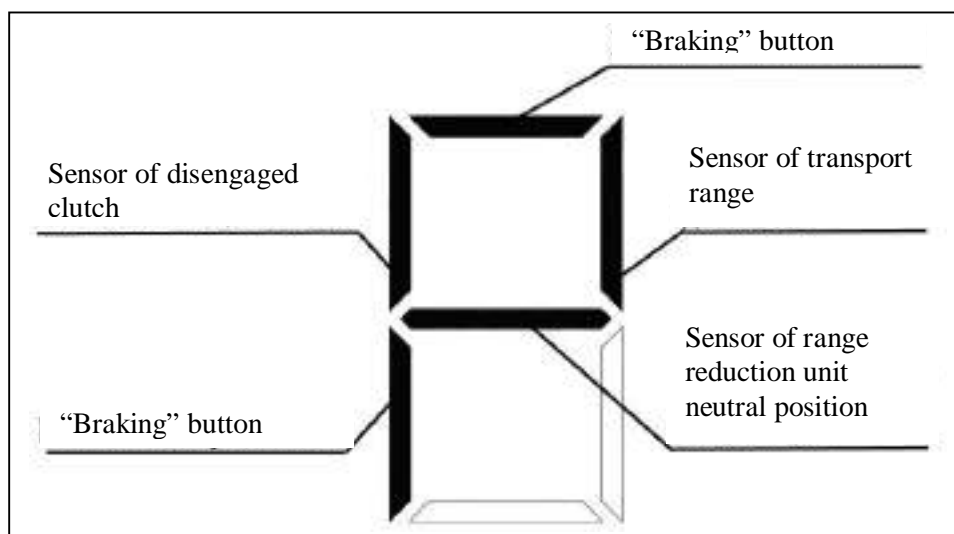 “Braking” button
Sensor of disengaged
clutch
Sensor of transport
range
Sensor of range
reduction unit
neutral position
“Braking” button